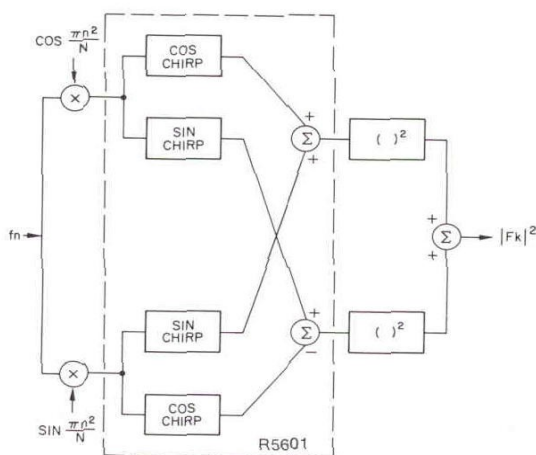 COS πn²/N
×
COS CHIRP
SIN CHIRP
+
Σ
+
( )²
fn
+
Σ
+
|Fk|²
SIN CHIRP
COS CHIRP
+
Σ
−
( )²
×
SIN πn²/N
R5601